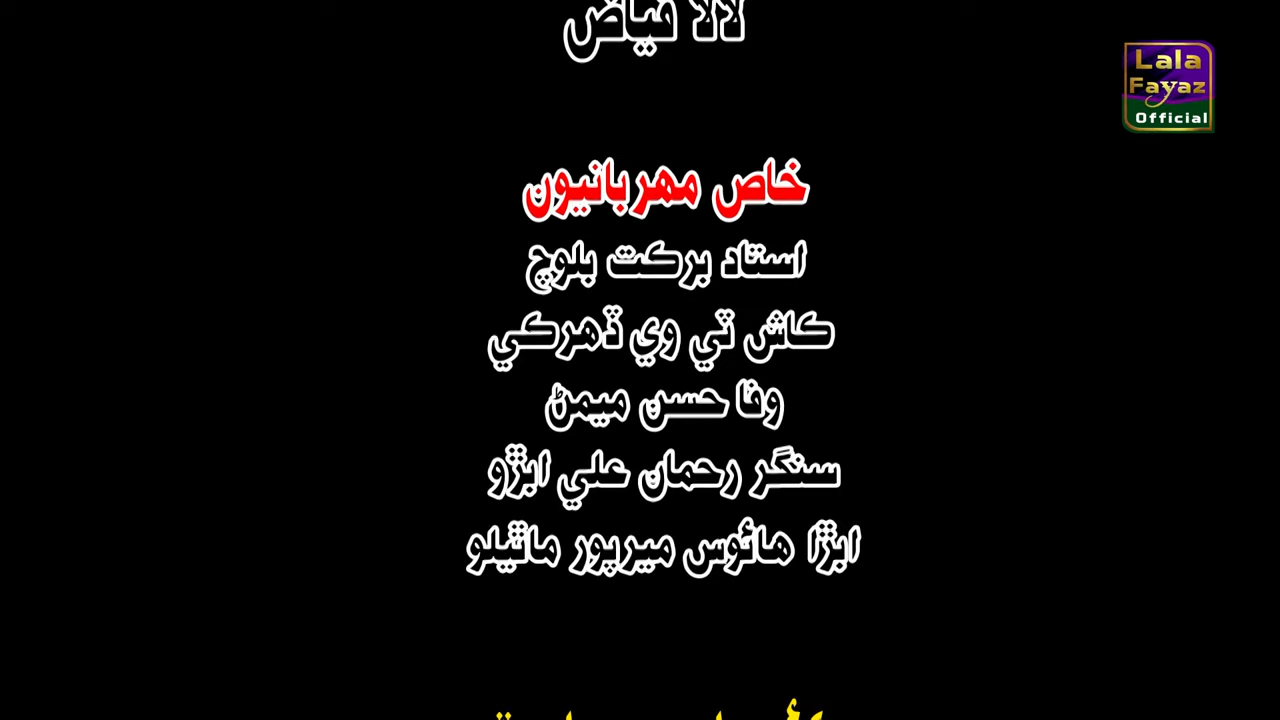 لالا فياض
Lala
Fayaz
Official
خاص مهربانيون
استاد برڪت بلوچ
ڪاش ٽي وي ڏهرڪي
وفا حسن ميمڻ
سنگر رحمان علي ابڙو
ابڙا هائوس ميرپور ماٿيلو